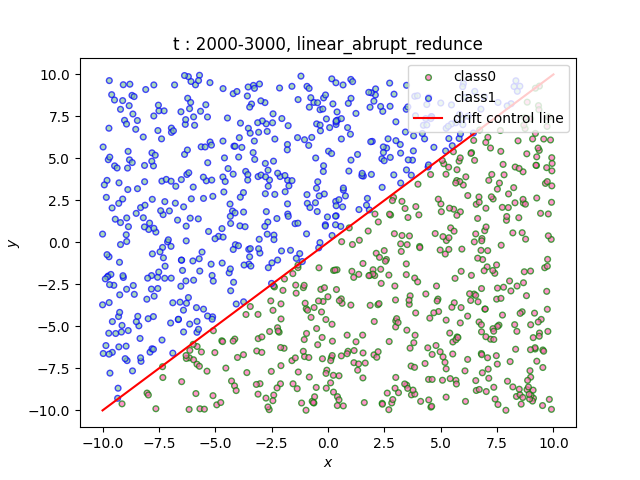 t : 2000-3000, linear_abrupt_redunce
class0
class1
drift control line
10.0
7.5
5.0
2.5
0.0
−2.5
−5.0
−7.5
−10.0
y
−10.0 −7.5 −5.0 −2.5 0.0 2.5 5.0 7.5 10.0
x